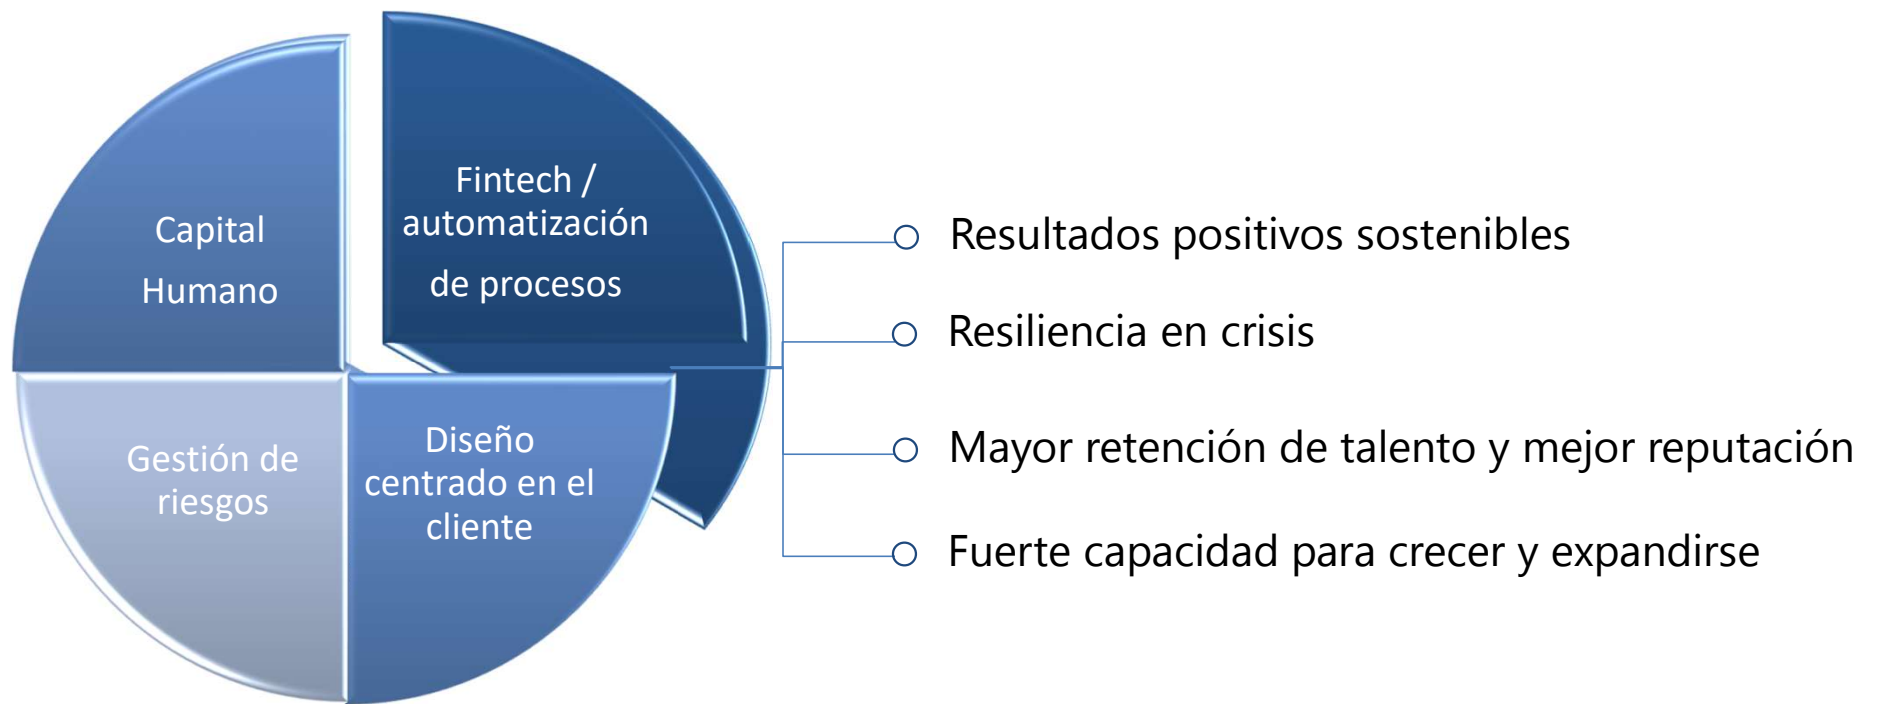 Capital
Humano
Fintech /
automatización
de procesos
Gestión de
riesgos
Diseño
centrado en el
cliente
Resultados positivos sostenibles
Resiliencia en crisis
Mayor retención de talento y mejor reputación
Fuerte capacidad para crecer y expandirse